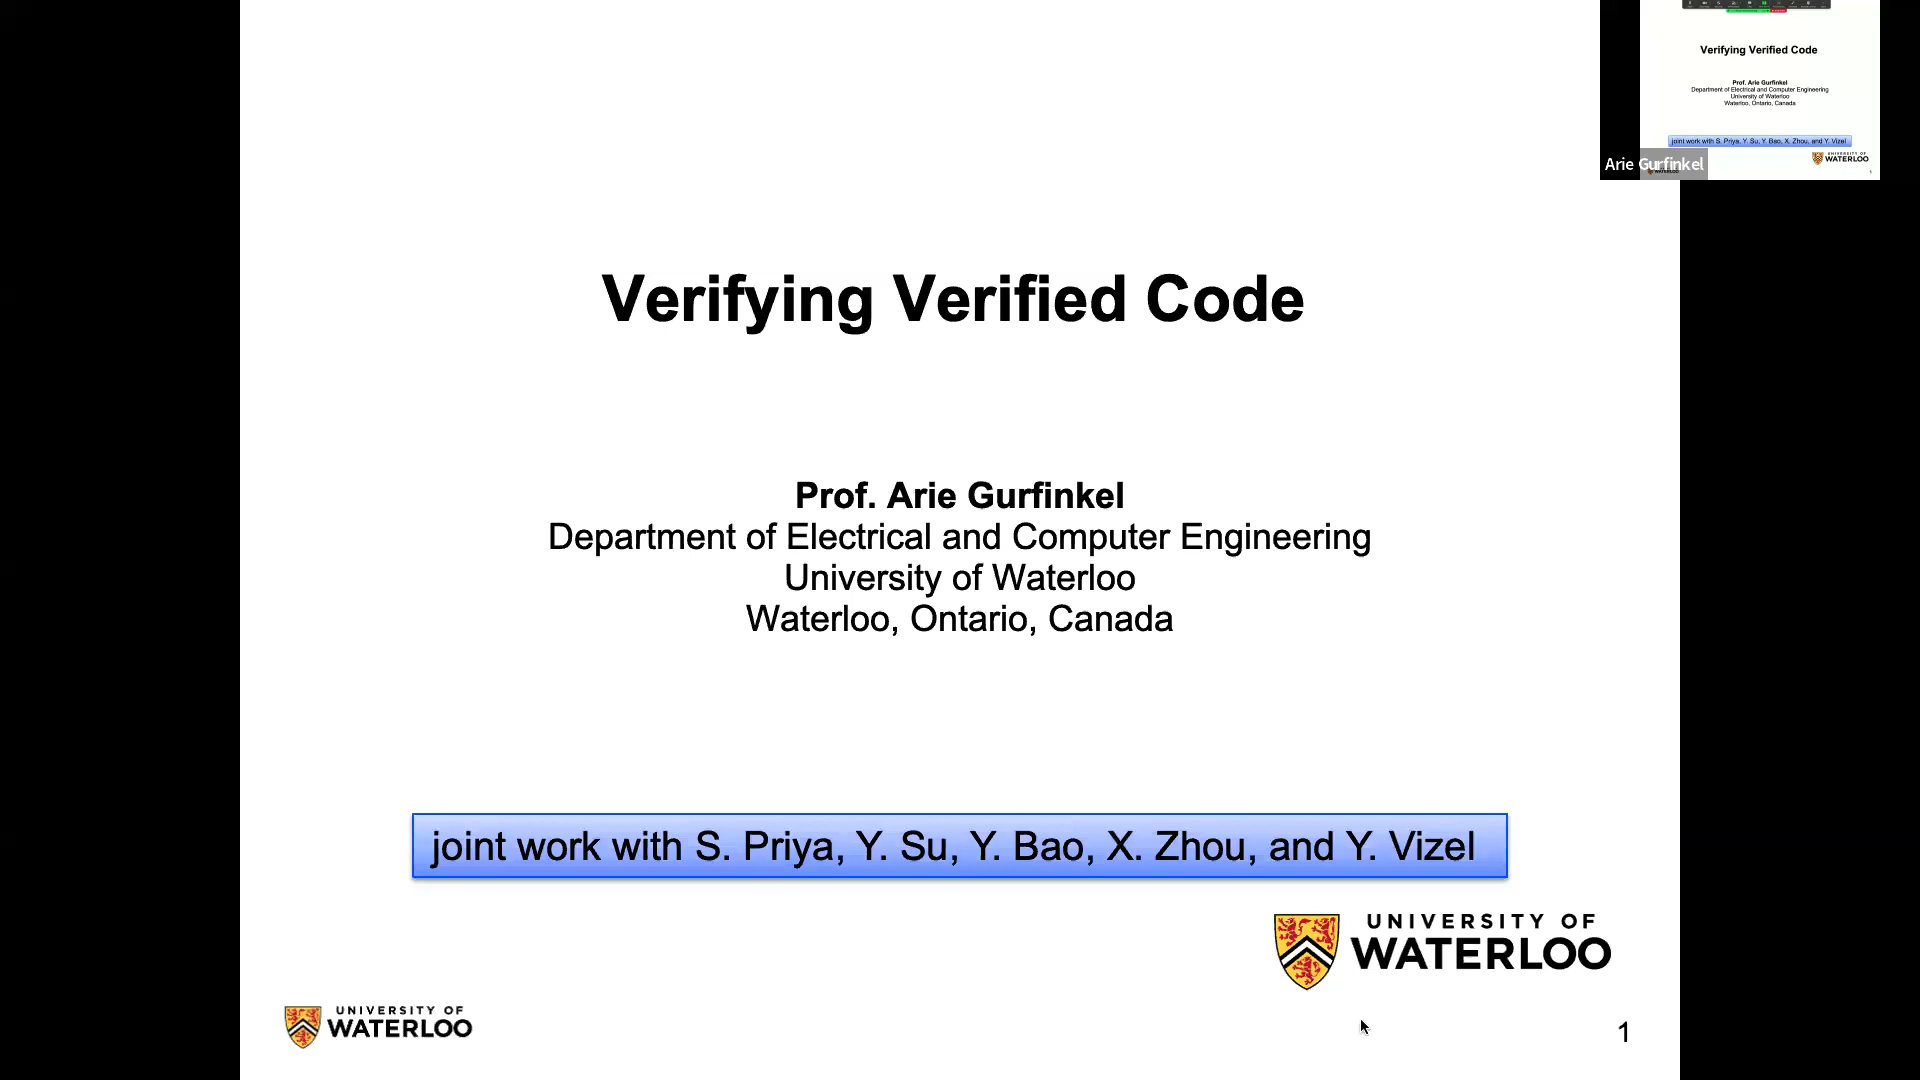 Verifying Verified Code
Prof. Arie Gurfinkel
Department of Electrical and Computer Engineering
University of Waterloo
Waterloo, Ontario, Canada
joint work with S. Priya, Y. Su, Y. Bao, X. Zhou, and Y. Vizel
UNIVERSITY OF
WATERLOO
UNIVERSITY OF
WATERLOO
1
Verifying Verified Code
Prof. Arie Gurfinkel
Department of Electrical and Computer Engineering
University of Waterloo
Waterloo, Ontario, Canada
joint work with S. Priya, Y. Su, Y. Bao, X. Zhou, and Y. Vizel
UNIVERSITY OF
WATERLOO
Arie Gurfinkel